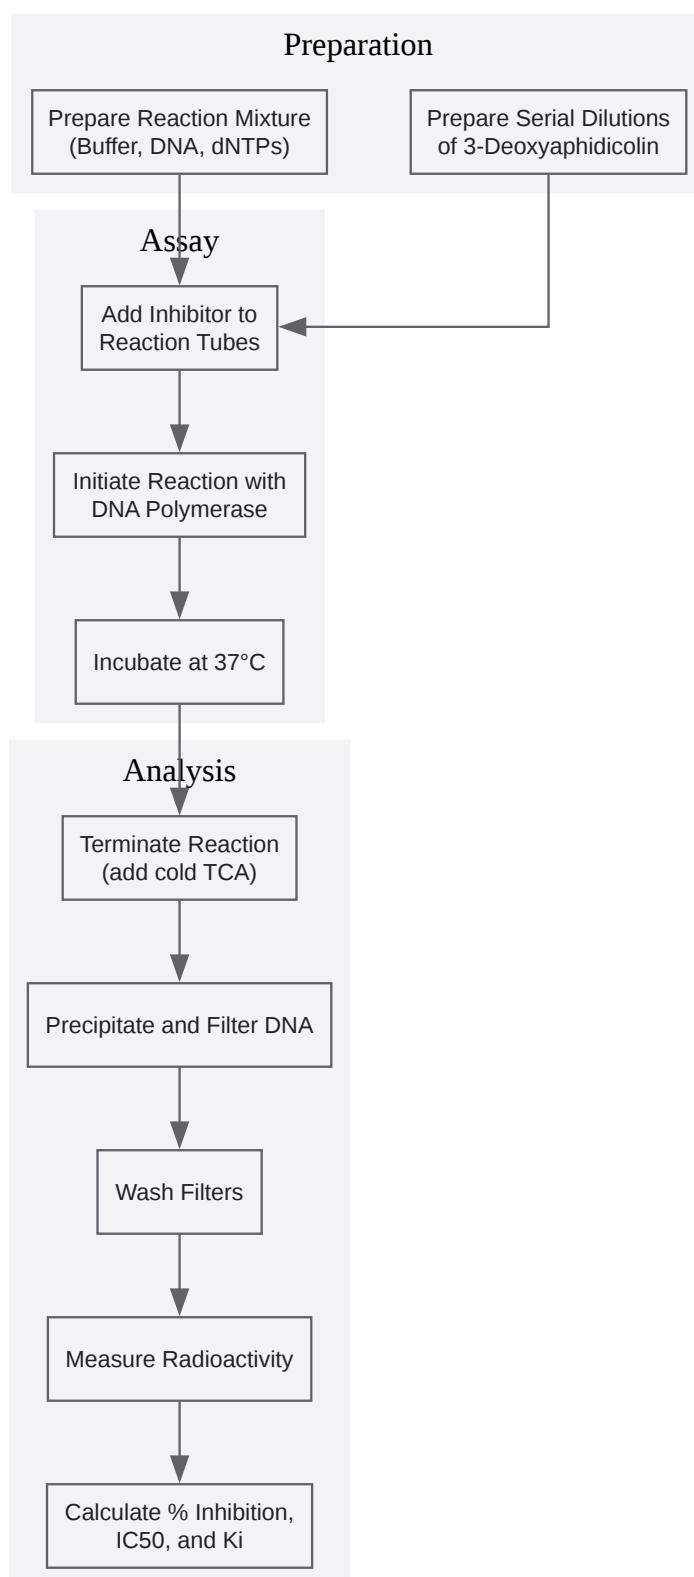 Preparation
Prepare Reaction Mixture
(Buffer, DNA, dNTPs)
Prepare Serial Dilutions
of 3-Deoxyaphidicolin
Assay
Add Inhibitor to
Reaction Tubes
Initiate Reaction with
DNA Polymerase
Incubate at 37°C
Analysis
Terminate Reaction
(add cold TCA)
Precipitate and Filter DNA
Wash Filters
Measure Radioactivity
Calculate % Inhibition,
IC50, and Ki